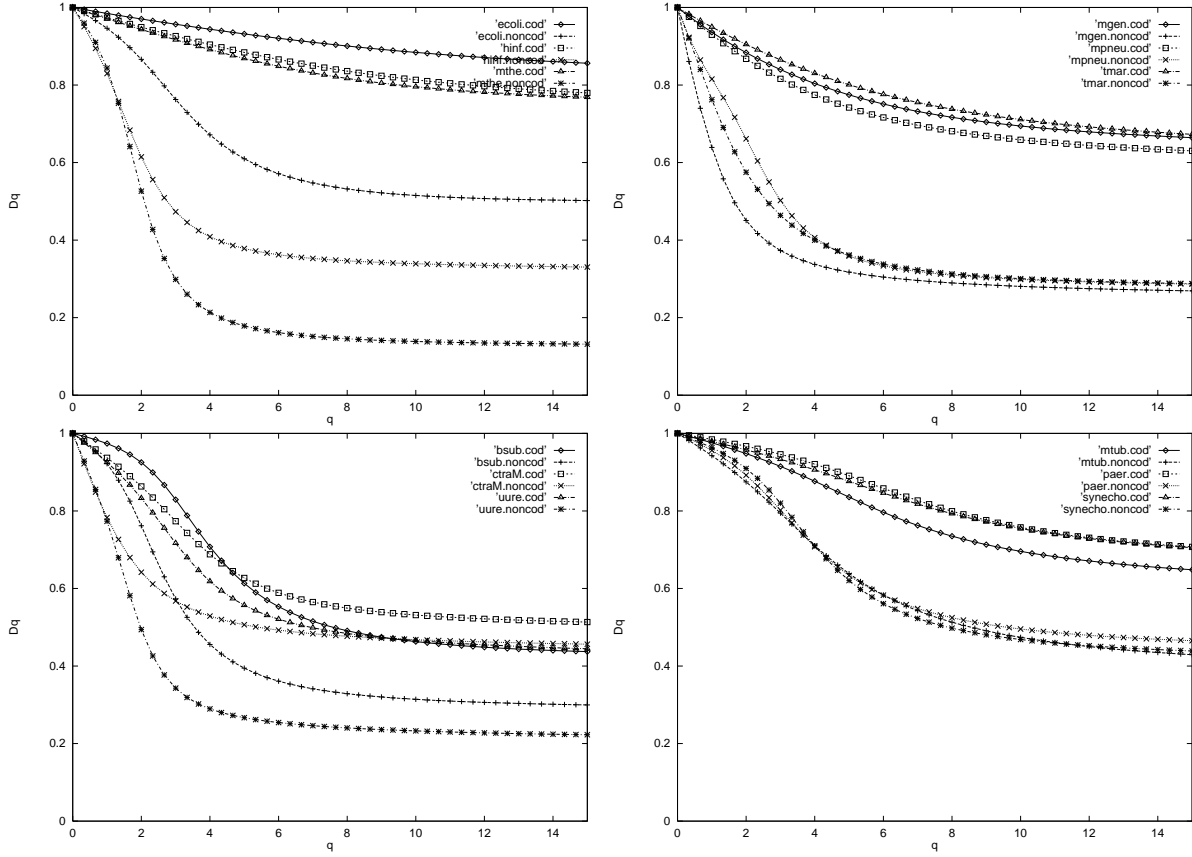 1
0.8
0.6
0.4
0.2
0
Dq
0 2 4 6 8 10 12 14
q
'ecoli.cod'
'ecoli.noncod'
'hinf.cod'
'hinf.noncod'
'mthe.cod'
'mthe.noncod'
1
0.8
0.6
0.4
0.2
0
Dq
0 2 4 6 8 10 12 14
q
'mgen.cod'
'mgen.noncod'
'mpneu.cod'
'mpneu.noncod'
'tmar.cod'
'tmar.noncod'
1
0.8
0.6
0.4
0.2
0
Dq
0 2 4 6 8 10 12 14
q
'bsub.cod'
'bsub.noncod'
'ctraM.cod'
'ctraM.noncod'
'uure.cod'
'uure.noncod'
1
0.8
0.6
0.4
0.2
0
Dq
0 2 4 6 8 10 12 14
q
'mtub.cod'
'mtub.noncod'
'paer.cod'
'paer.noncod'
'synecho.cod'
'synecho.noncod'